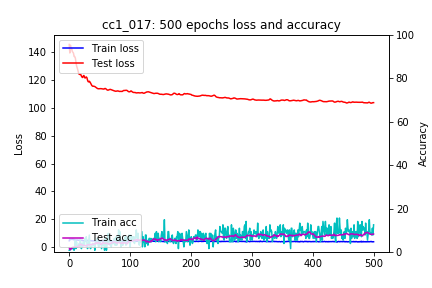 cc1_017: 500 epochs loss and accuracy
Train loss
Test loss
Train acc
Test acc
Loss
Accuracy
0
20
40
60
80
100
120
140
0
20
40
60
80
100
0
100
200
300
400
500